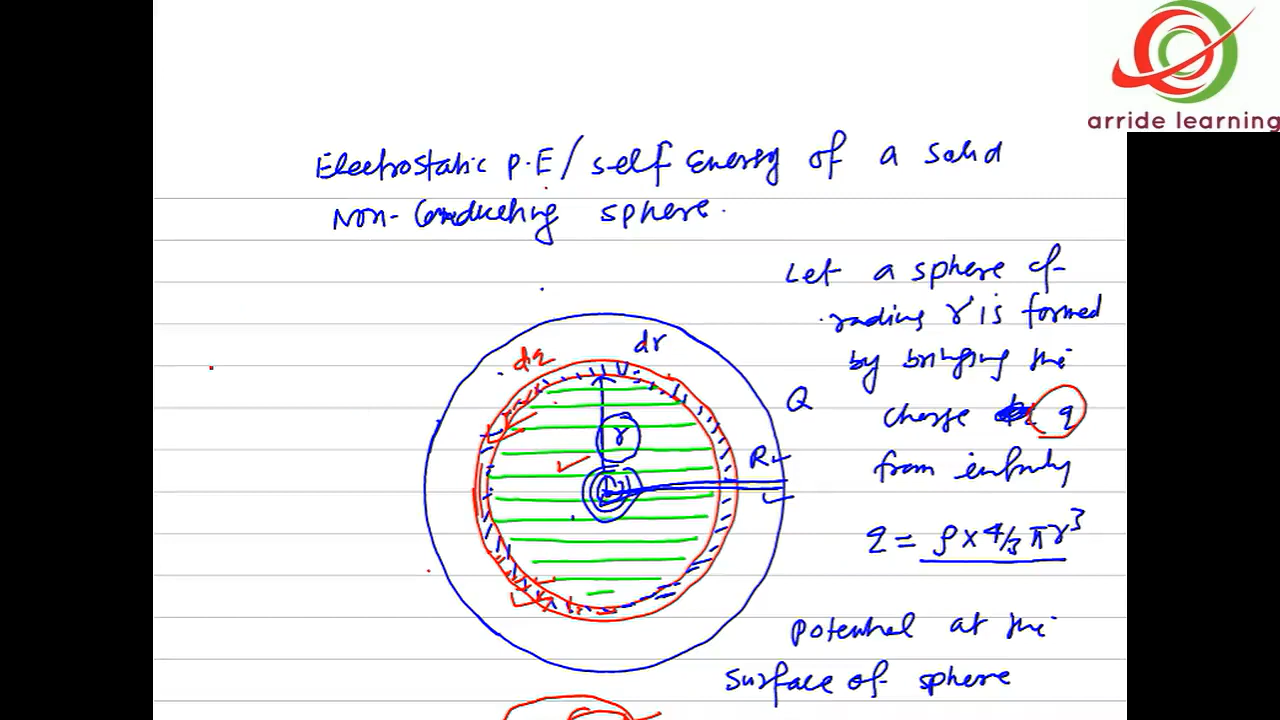 arride learning
Electrostatic P.E/ self Energy of a solid
Non-Conducting sphere.
Let a sphere of
radius r is formed
by bringing the
charge q
from infinity
q = ρ x 4/3 π r³
Potential at the
surface of sphere
dq
dr
r
Q
R